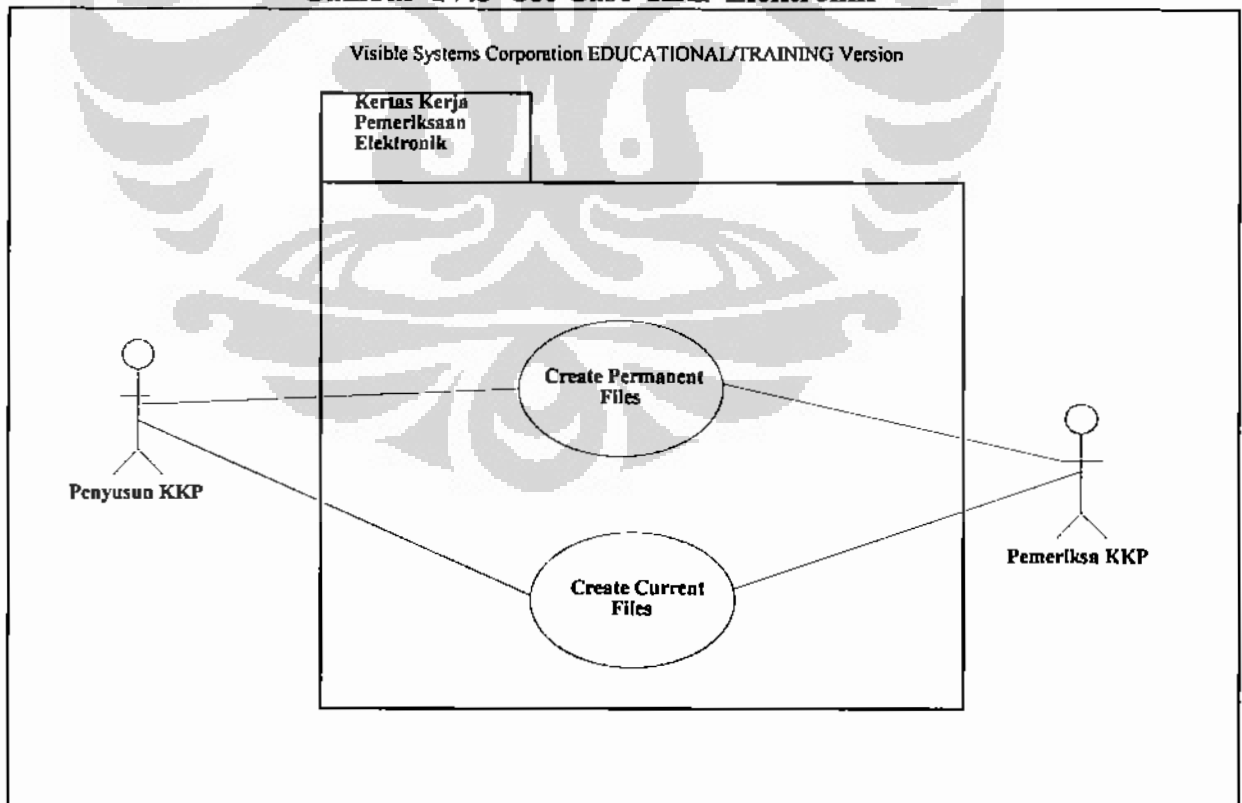 Visible Systems Corporation EDUCATIONAL/TRAINING Version
Kertas Kerja
Pemeriksaan
Elektronik
Create Permanent
Files
Penyusun KKP
Pemeriksa KKP
Create Current
Files